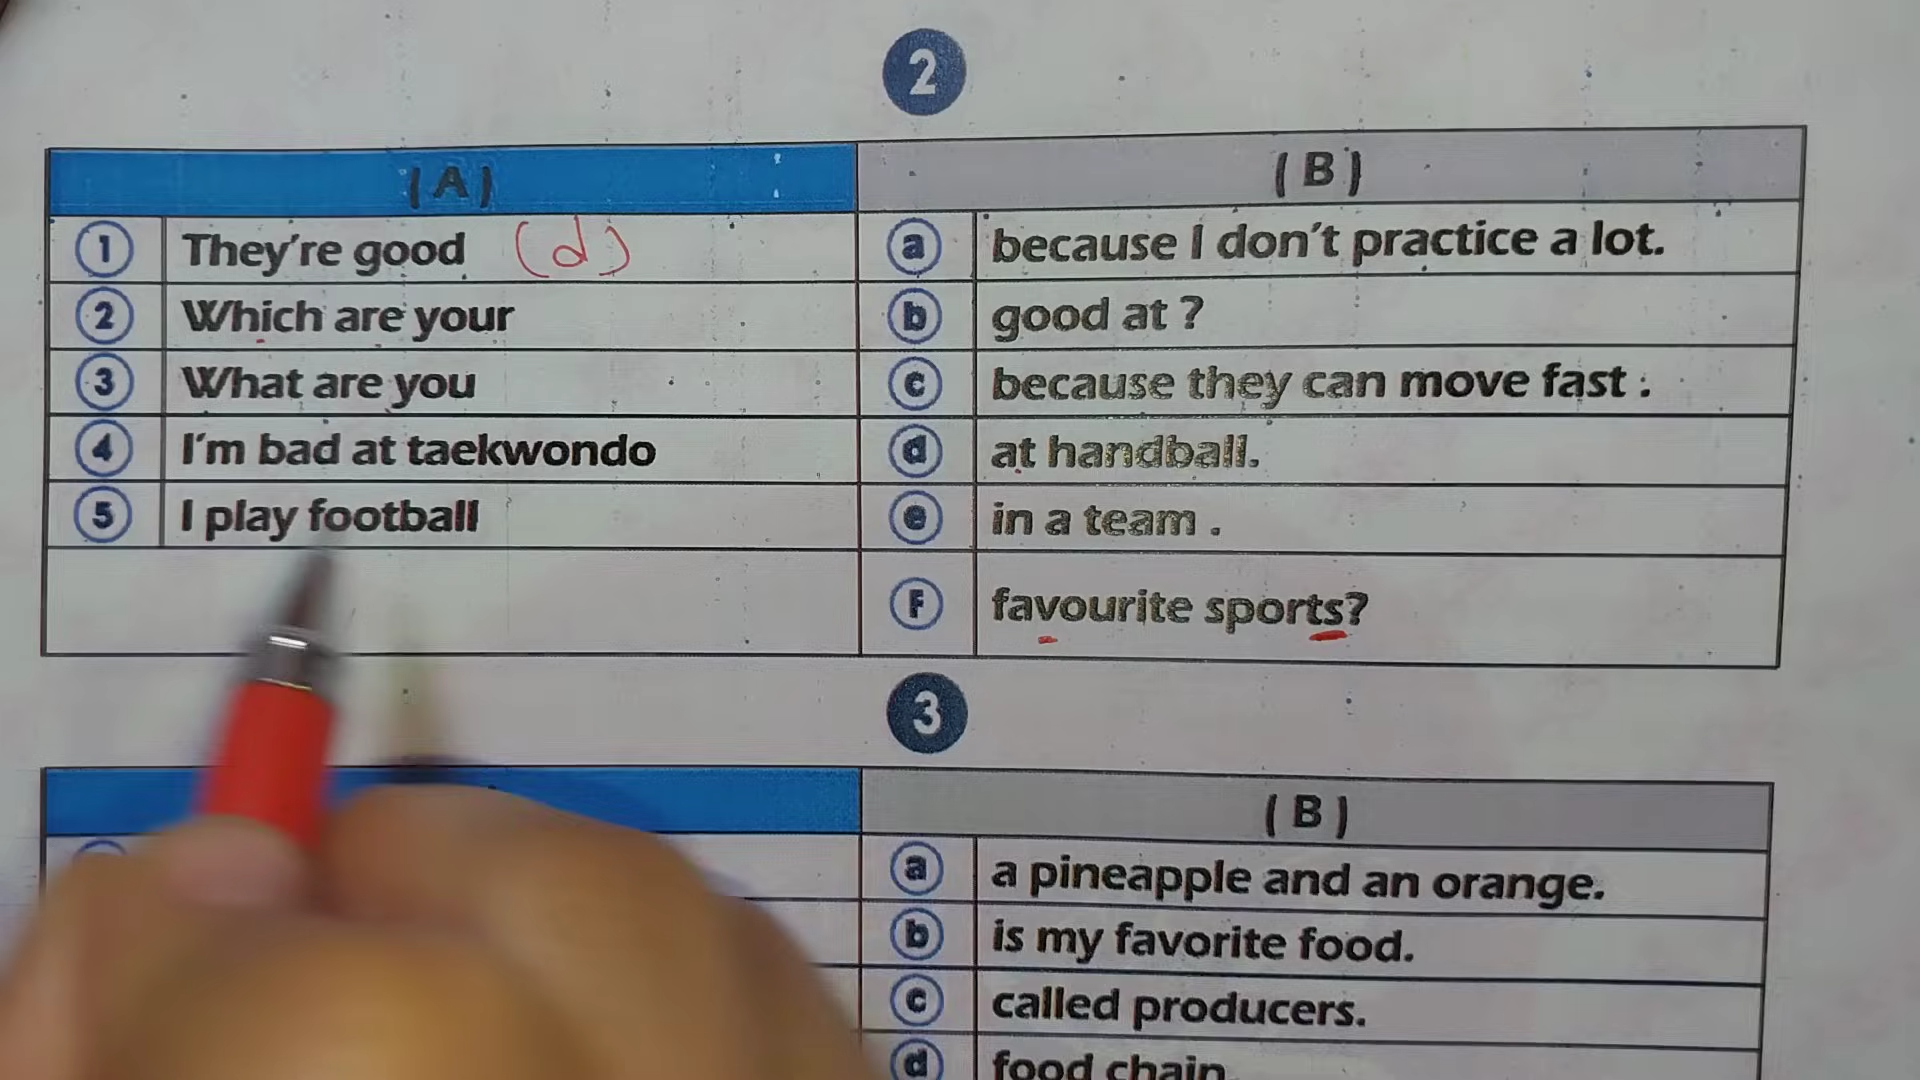 2
(A) (B)
1 They're good (d) a because I don't practice a lot.
2 Which are your b good at ?
3 What are you c because they can move fast .
4 I'm bad at taekwondo d at handball.
5 I play football e in a team .
F favourite sports?
3
(B)
a a pineapple and an orange.
b is my favorite food.
c called producers.
d food chain